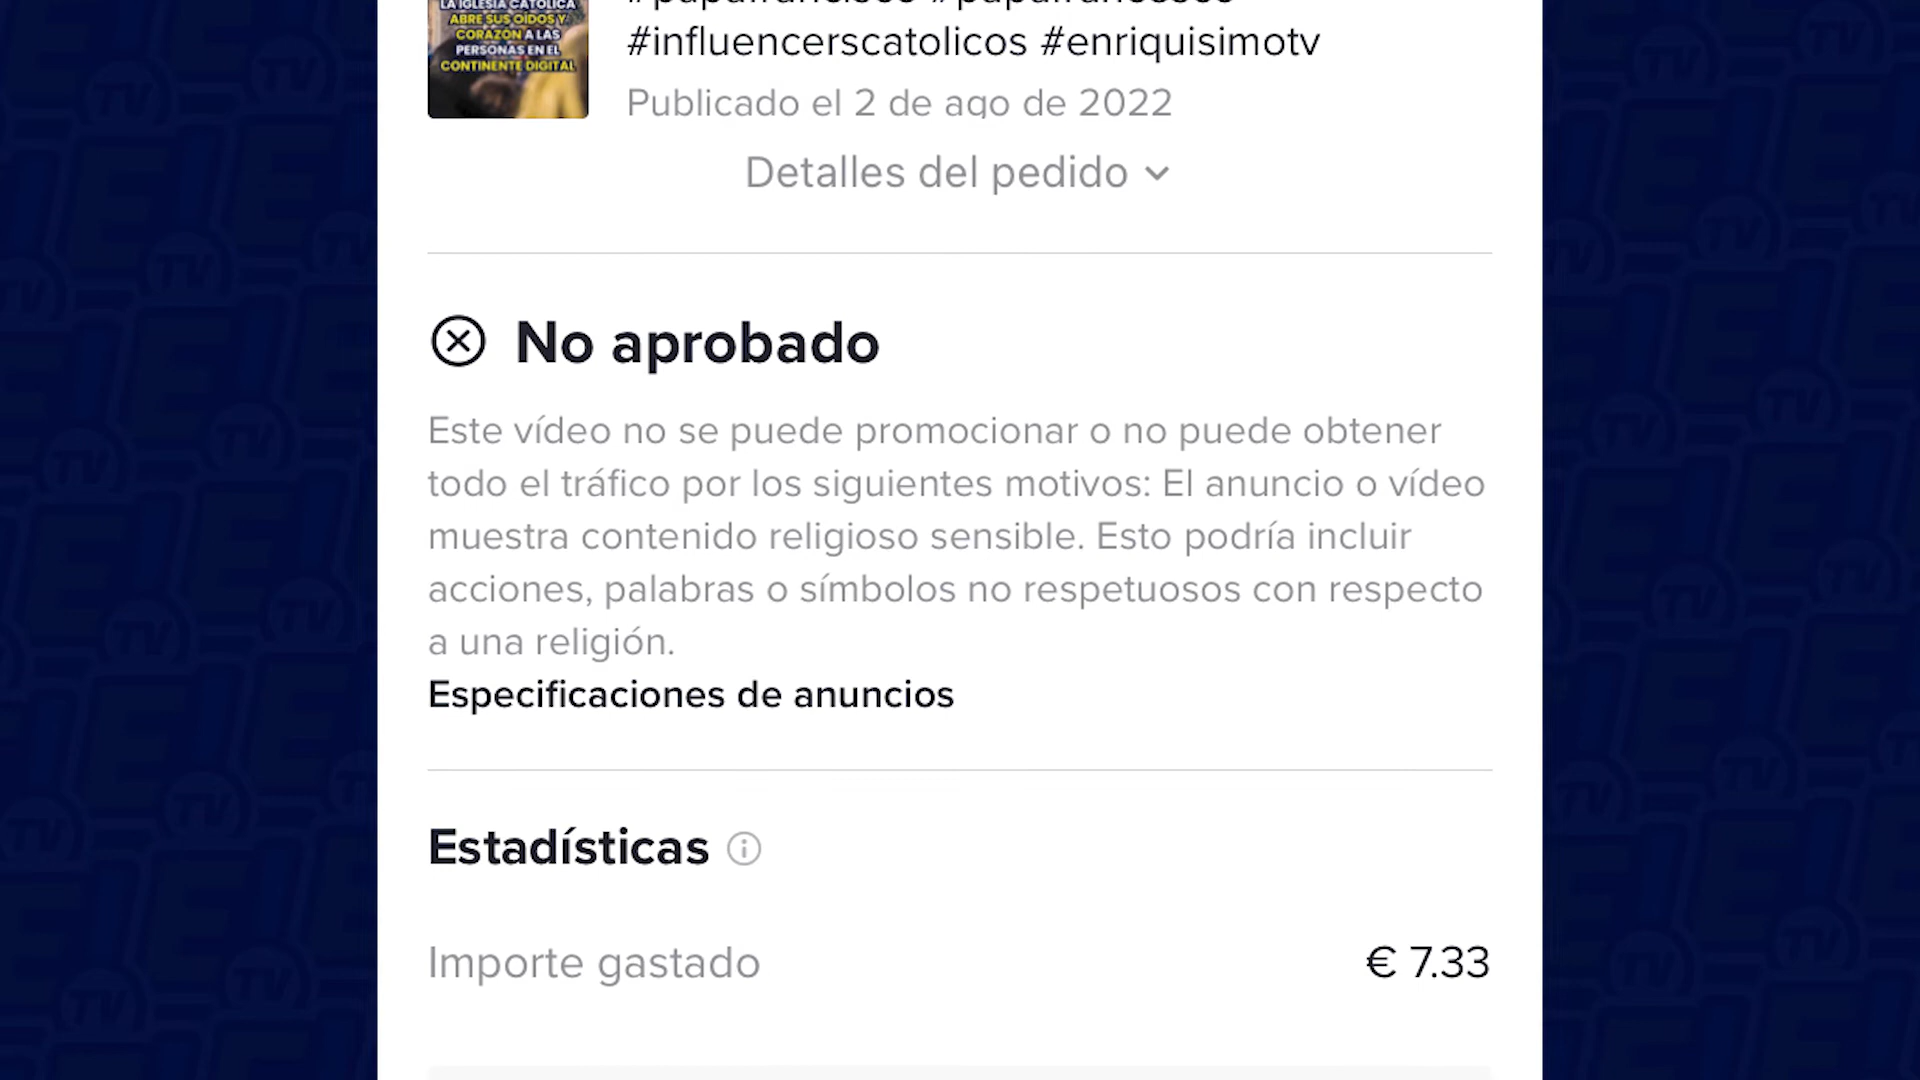 LA IGLESIA CATÓLICA
ABRE SUS OÍDOS Y
CORAZÓN A LAS
PERSONAS EN EL
CONTINENTE DIGITAL
#influencerscatolicos #enriquisimotv
Publicado el 2 de ago de 2022
Detalles del pedido
No aprobado
Este vídeo no se puede promocionar o no puede obtener
todo el tráfico por los siguientes motivos: El anuncio o vídeo
muestra contenido religioso sensible. Esto podría incluir
acciones, palabras o símbolos no respetuosos con respecto
a una religión.
Especificaciones de anuncios
Estadísticas
Importe gastado
€ 7.33